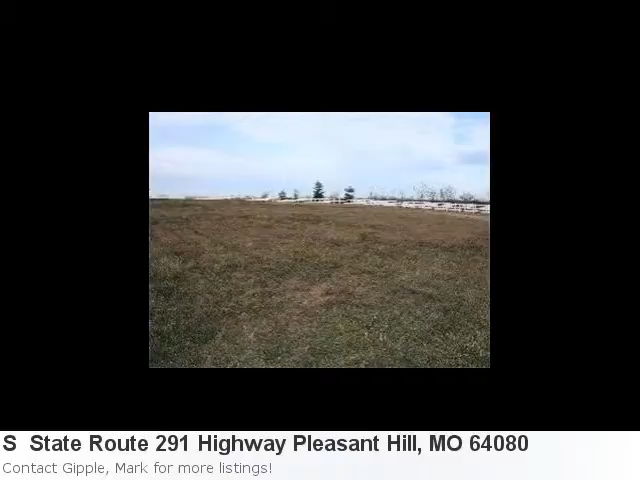 S  State Route 291 Highway Pleasant Hill, MO 64080
Contact Gipple, Mark for more listings!